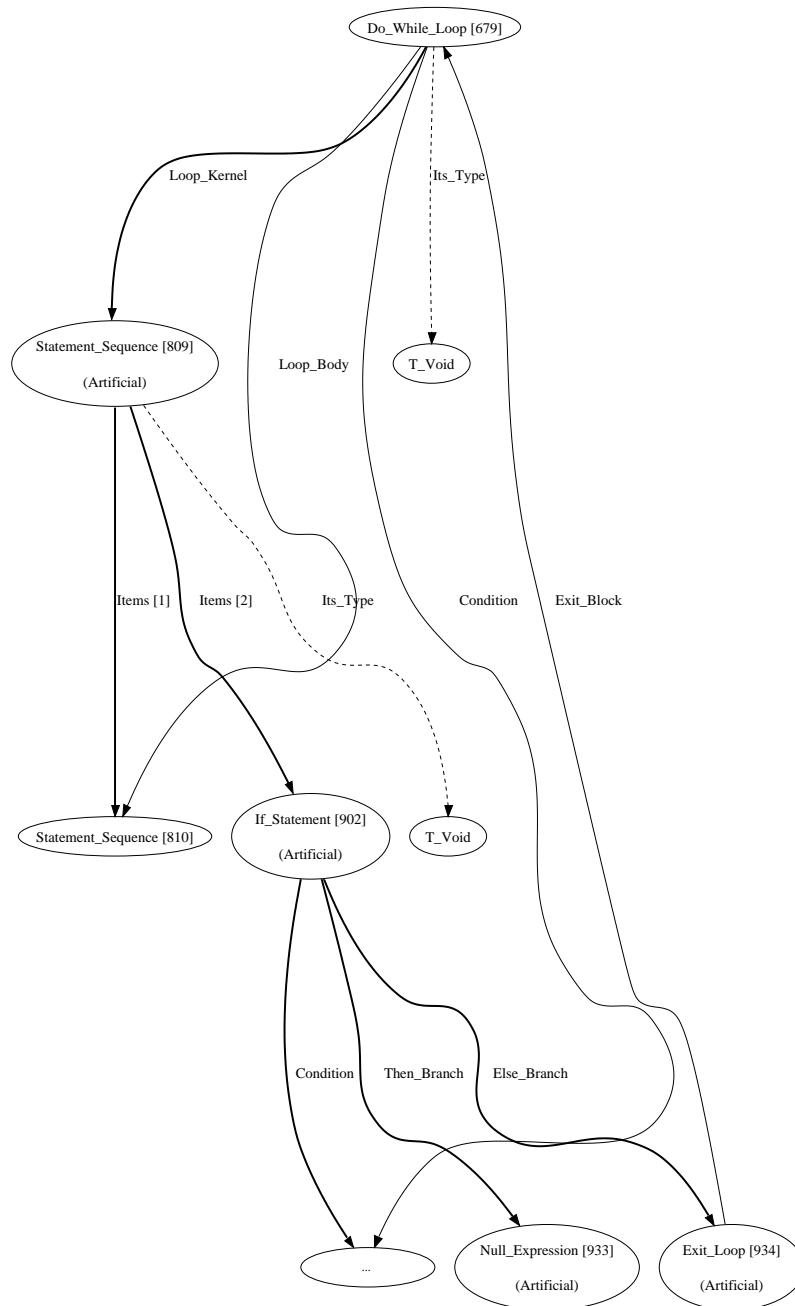 Do_While_Loop [679]
Loop_Kernel
Its_Type
Statement_Sequence [809]
(Artificial)
Loop_Body
T_Void
Items [1]
Items [2]
Its_Type
Condition
Exit_Block
Statement_Sequence [810]
If_Statement [902]
(Artificial)
T_Void
Condition
Then_Branch
Else_Branch
...
Null_Expression [933]
(Artificial)
Exit_Loop [934]
(Artificial)